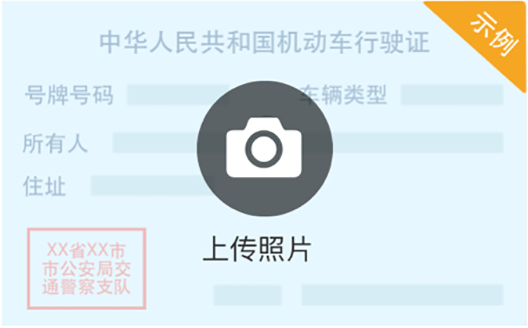 示例
中华人民共和国机动车行驶证
号牌号码 车辆类型
所有人
住址
上传照片
XX省XX市
市公安局交
通警察支队